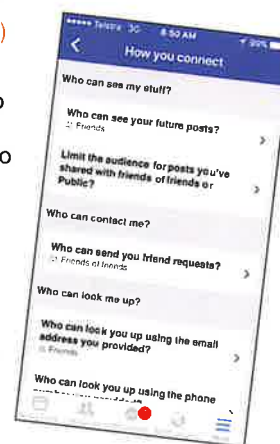 )
o
o
Telstra 3G 8:50 AM 99%
How you connect
Who can see my stuff?
Who can see your future posts?
Friends
Limit the audience for posts you've
shared with friends of friends or
Public?
Who can contact me?
Who can send you friend requests?
Friends of friends
Who can look me up?
Who can look you up using the email
address you provided?
Friends
Who can look you up using the phone